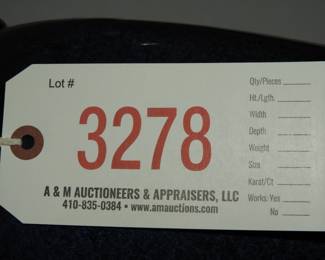 Lot #
3278
A & M AUCTIONEERS & APPRAISERS, LLC
410-835-0384 • www.amauctions.com
Qty/Pieces
Ht./Lgth.
Width
Depth
Weight
Size
Karat/Ct
Works: Yes
No